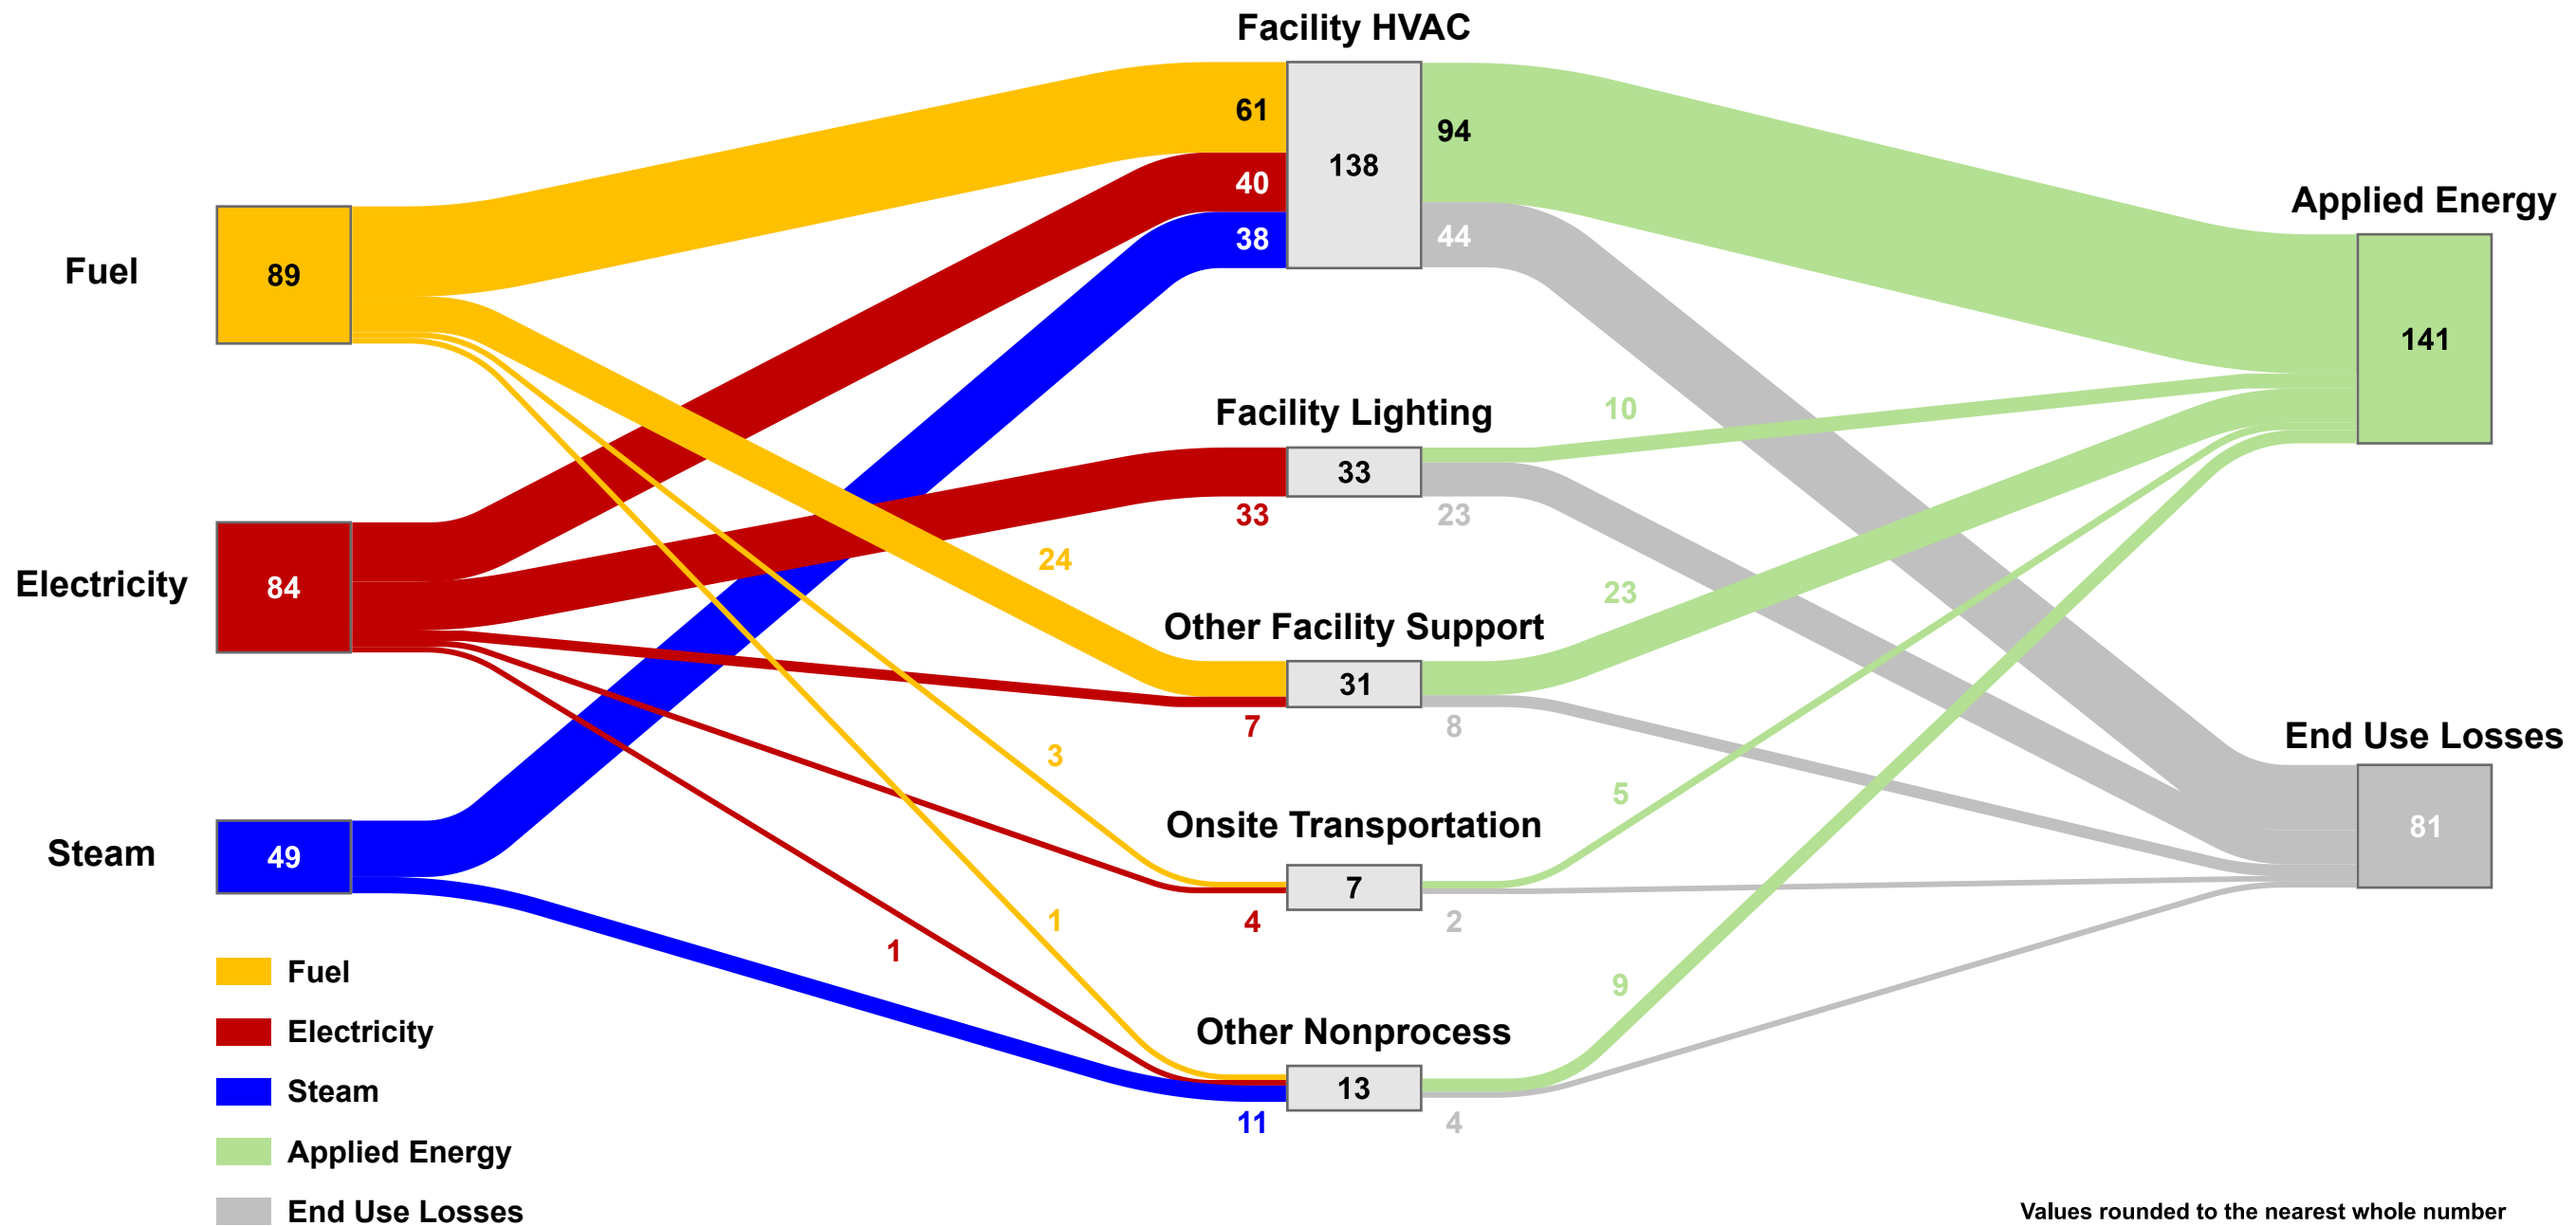 Facility HVAC
61
94
138
40
38
44
Applied Energy
141
Fuel
89
Facility Lighting
10
33
33
23
Electricity
84
24
23
Other Facility Support
31
7
8
End Use Losses
81
3
5
Onsite Transportation
7
4
2
Steam
49
1
1
9
Other Nonprocess
13
11
4
Fuel
Electricity
Steam
Applied Energy
End Use Losses
Values rounded to the nearest whole number